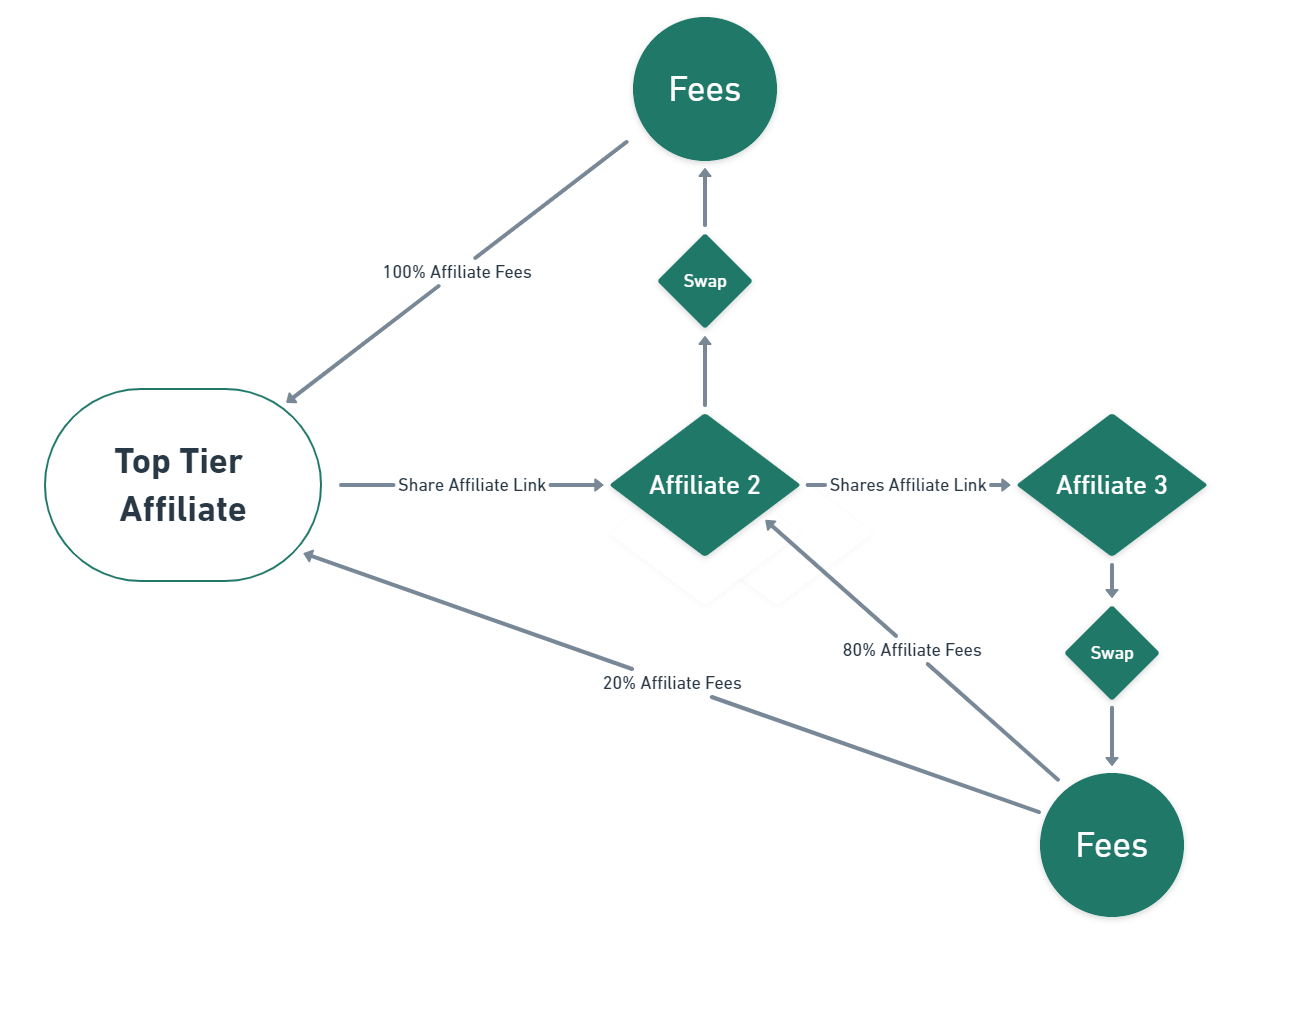 Fees
100% Affiliate Fees
Swap
Top Tier
Affiliate
Share Affiliate Link
Affiliate 2
Shares Affiliate Link
Affiliate 3
80% Affiliate Fees
Swap
20% Affiliate Fees
Fees